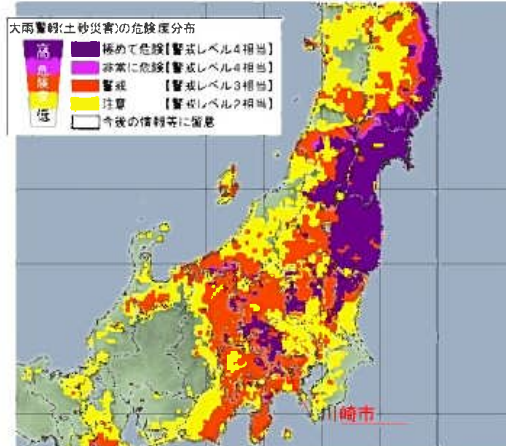 大雨警報(土砂災害)の危険度分布
高
危
険
度
低
極めて危険【警戒レベル4相当】
非常に危険【警戒レベル4相当】
警戒 【警戒レベル3相当】
注意 【警戒レベル2相当】
今後の情報等に留意
川崎市